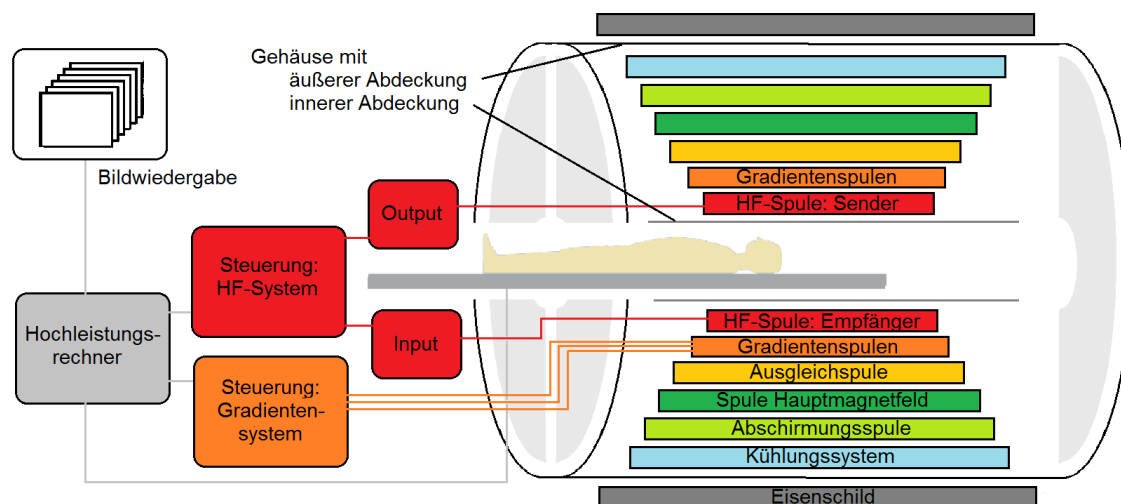 Gehäuse mit
äußerer Abdeckung
innerer Abdeckung
Bildwiedergabe
Gradientenspulen
HF-Spule: Sender
Output
Steuerung:
HF-System
Hochleistungs-
rechner
Input
HF-Spule: Empfänger
Gradientenspulen
Ausgleichspule
Spule Hauptmagnetfeld
Abschirmungsspule
Kühlungssystem
Steuerung:
Gradienten-
system
Eisenschild